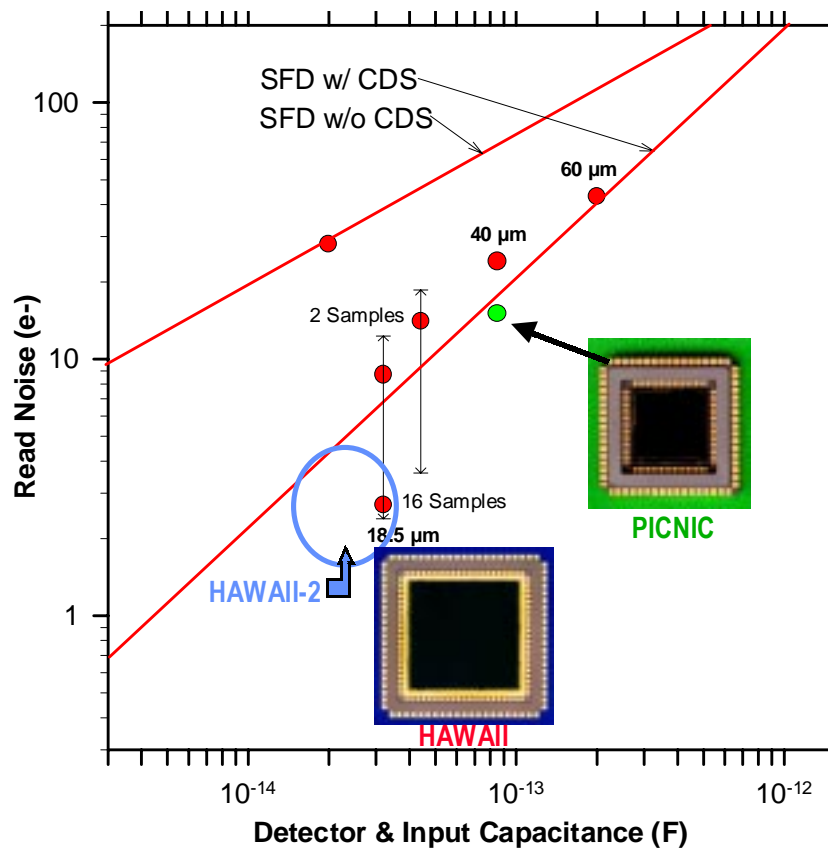 SFD w/ CDS
SFD w/o CDS
100
10
1
Read Noise (e-)
60 µm
40 µm
2 Samples
16 Samples
18.5 µm
HAWAII-2
PICNIC
HAWAII
10⁻¹⁴
10⁻¹³
10⁻¹²
Detector & Input Capacitance (F)